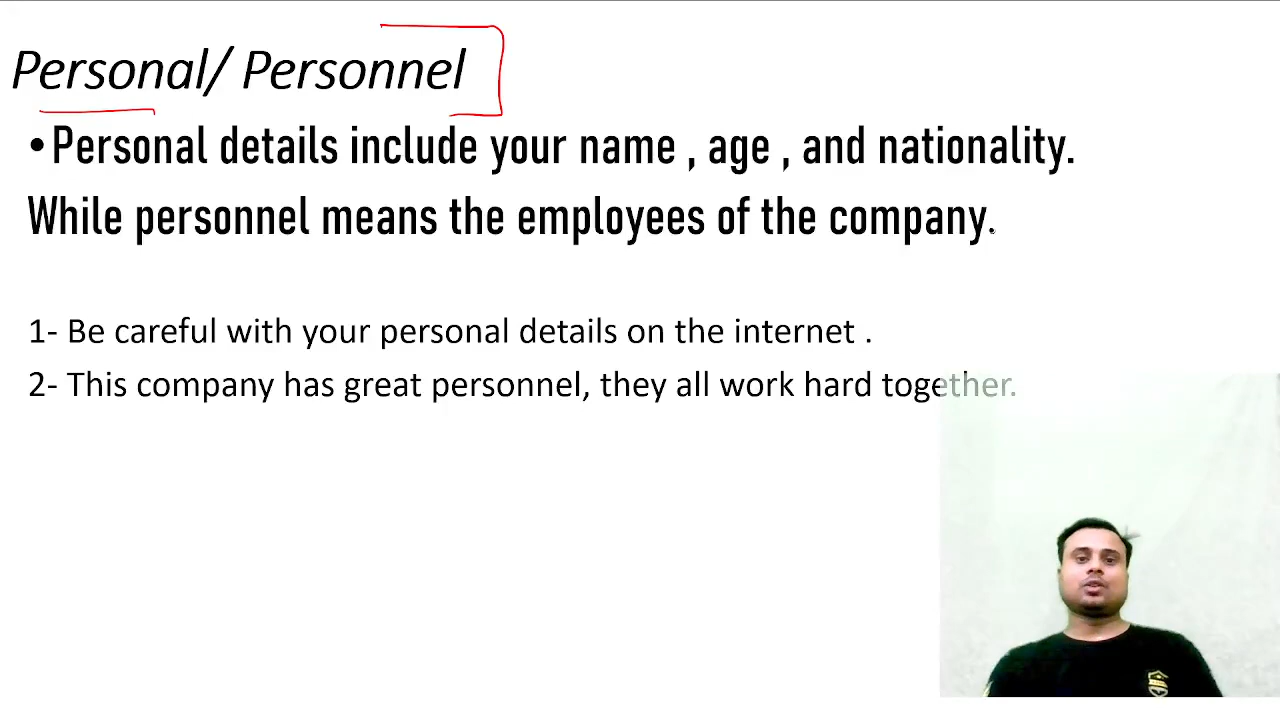 Personal/ Personnel
•Personal details include your name , age , and nationality.
While personnel means the employees of the company.
1- Be careful with your personal details on the internet .
2- This company has great personnel, they all work hard together.